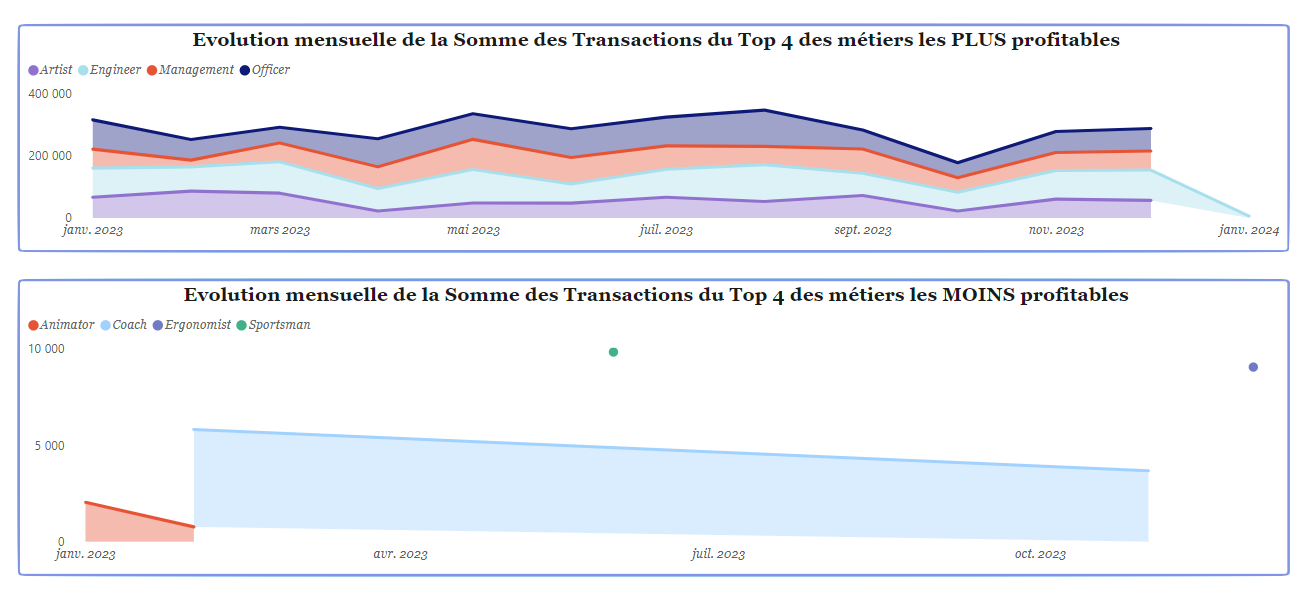 Evolution mensuelle de la Somme des Transactions du Top 4 des métiers les PLUS profitables
Artist Engineer Management Officer
400 000
200 000
0
janv. 2023 mars 2023 mai 2023 juil. 2023 sept. 2023 nov. 2023 janv. 2024
Evolution mensuelle de la Somme des Transactions du Top 4 des métiers les MOINS profitables
Animator Coach Ergonomist Sportsman
10 000
5 000
0
janv. 2023 avr. 2023 juil. 2023 oct. 2023